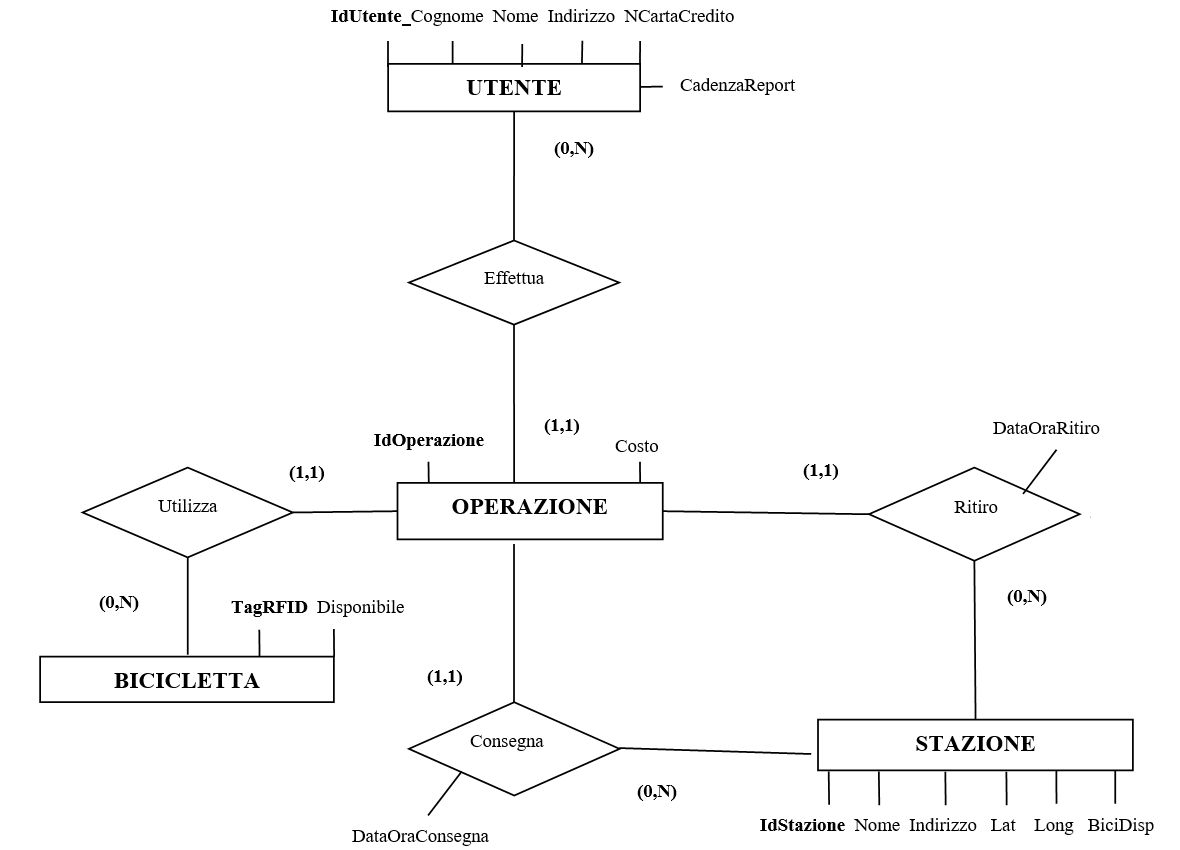 IdUtente_Cognome Nome Indirizzo NCartaCredito
UTENTE
CadenzaReport
(0,N)
Effettua
(1,1)
IdOperazione
Costo
DataOraRitiro
(1,1)
(1,1)
Utilizza
OPERAZIONE
Ritiro
(0,N)
TagRFID Disponibile
(0,N)
BICICLETTA
(1,1)
Consegna
STAZIONE
(0,N)
DataOraConsegna
IdStazione Nome Indirizzo Lat Long BiciDisp